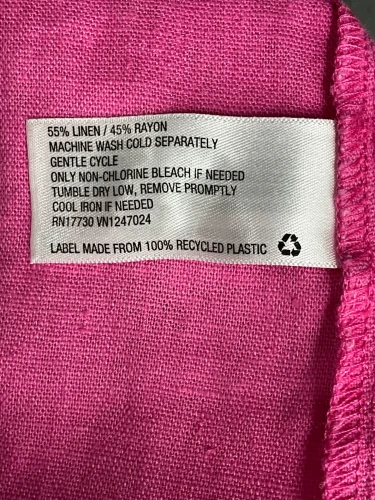 55% LINEN / 45% RAYON
MACHINE WASH COLD SEPARATELY
GENTLE CYCLE
ONLY NON-CHLORINE BLEACH IF NEEDED
TUMBLE DRY LOW, REMOVE PROMPTLY
COOL IRON IF NEEDED
RN17730 VN1247024
LABEL MADE FROM 100% RECYCLED PLASTIC